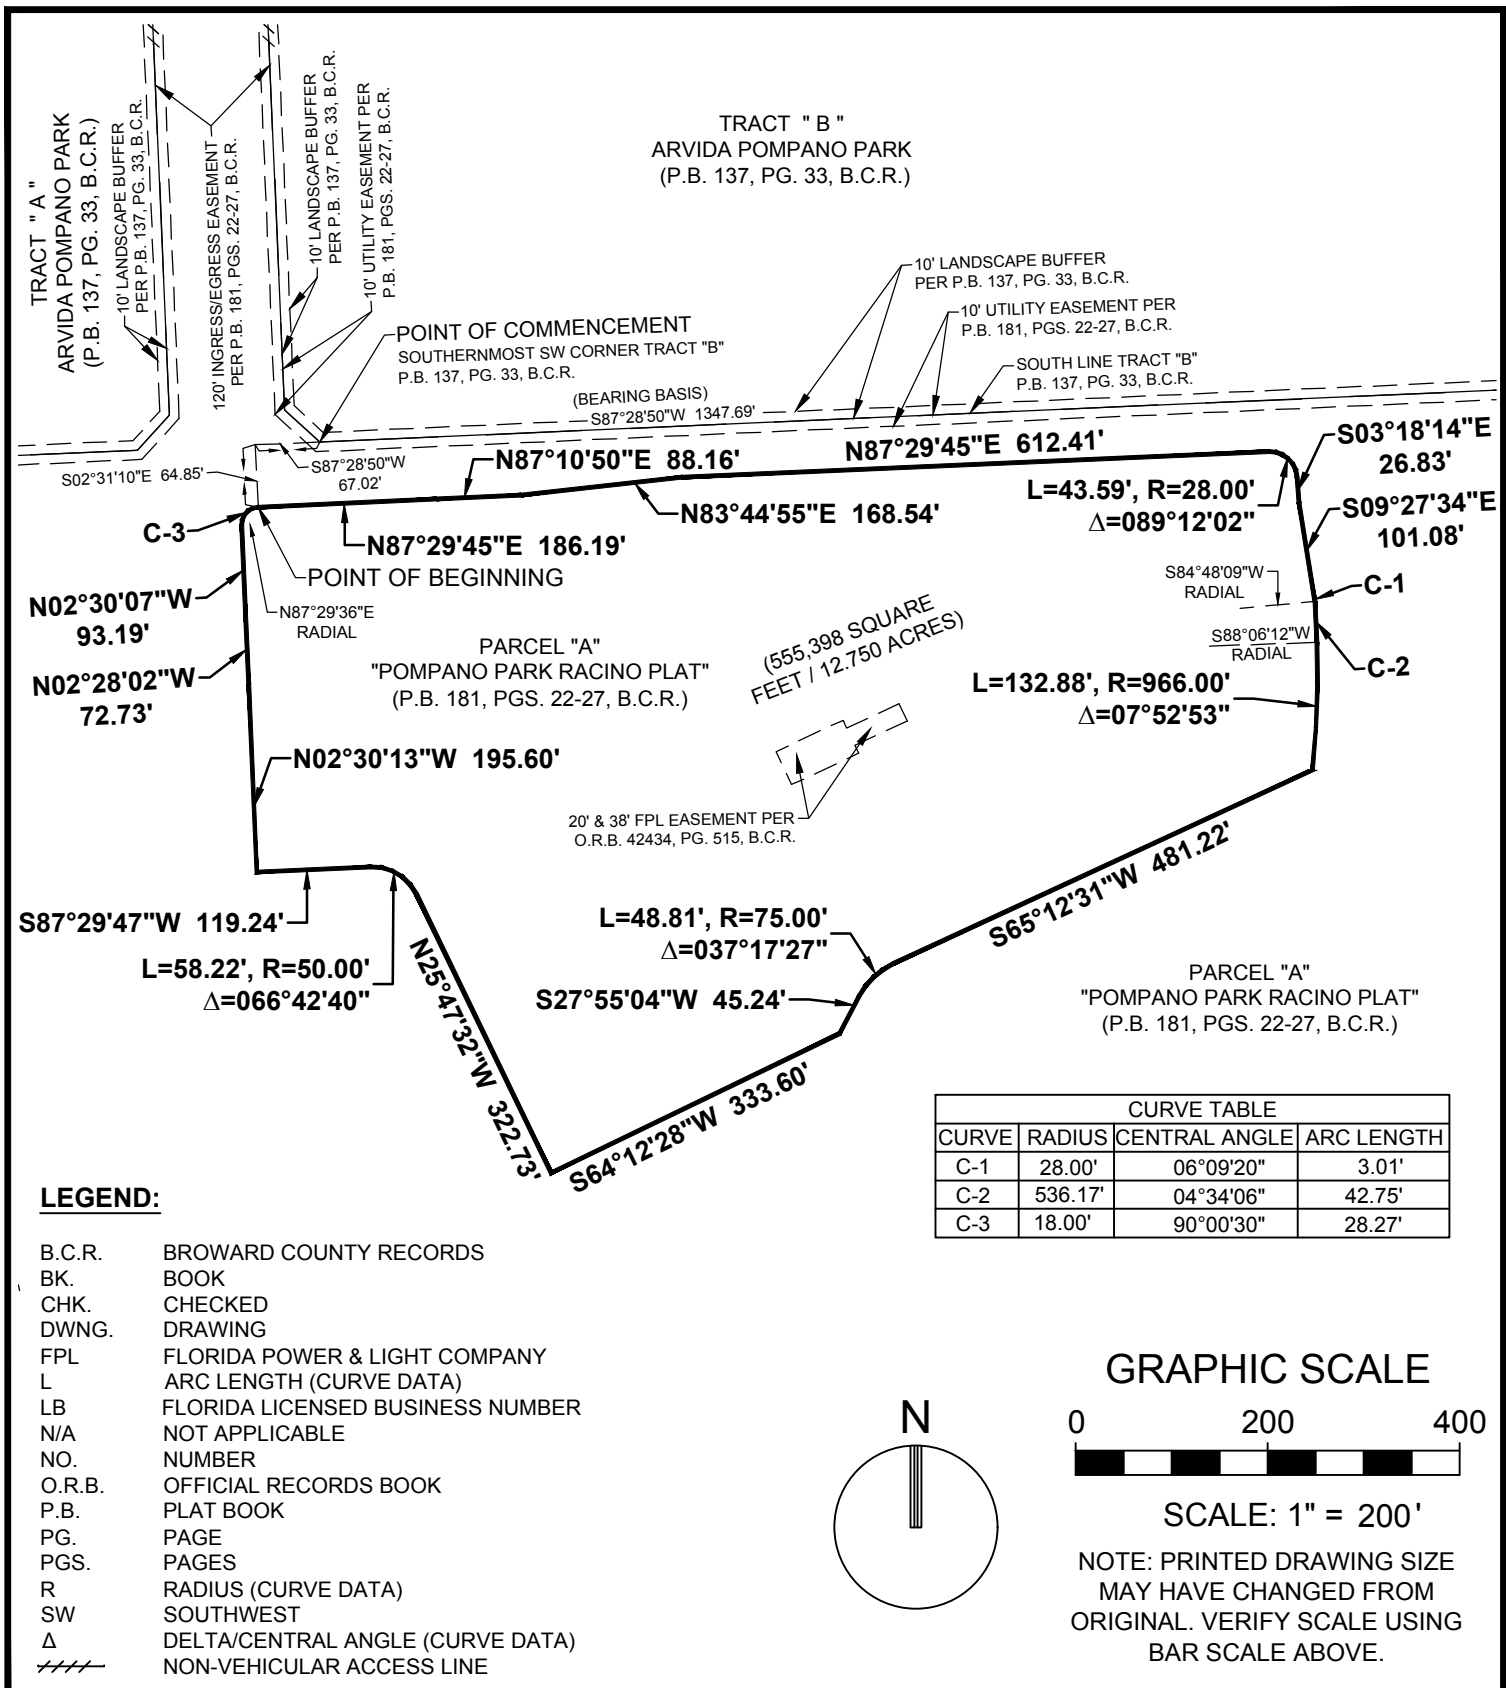 TRACT " A "
ARVIDA POMPANO PARK
(P.B. 137, PG. 33, B.C.R.)
10' LANDSCAPE BUFFER
PER P.B. 137, PG. 33, B.C.R.
120' INGRESS/EGRESS EASEMENT
PER P.B. 181, PGS. 22-27, B.C.R.
10' LANDSCAPE BUFFER
PER P.B. 137, PG. 33, B.C.R.
10' UTILITY EASEMENT PER
P.B. 181, PGS. 22-27, B.C.R.
TRACT " B "
ARVIDA POMPANO PARK
(P.B. 137, PG. 33, B.C.R.)
10' LANDSCAPE BUFFER
PER P.B. 137, PG. 33, B.C.R.
10' UTILITY EASEMENT PER
P.B. 181, PGS. 22-27, B.C.R.
SOUTH LINE TRACT "B"
P.B. 137, PG. 33, B.C.R.
POINT OF COMMENCEMENT
SOUTHERNMOST SW CORNER TRACT "B"
P.B. 137, PG. 33, B.C.R.
(BEARING BASIS)
S87°28'50"W 1347.69'
S02°31'10"E 64.85'
S87°28'50"W
67.02'
N87°10'50"E 88.16'
N87°29'45"E 612.41'
S03°18'14"E
26.83'
L=43.59', R=28.00'
Δ=089°12'02"
S09°27'34"E
101.08'
C-3
N87°29'45"E 186.19'
N83°44'55"E 168.54'
POINT OF BEGINNING
N02°30'07"W
93.19'
N87°29'36"E
RADIAL
S84°48'09"W
RADIAL
C-1
S88°06'12"W
RADIAL
C-2
N02°28'02"W
72.73'
PARCEL "A"
"POMPANO PARK RACINO PLAT"
(P.B. 181, PGS. 22-27, B.C.R.)
(555,398 SQUARE
FEET / 12.750 ACRES)
L=132.88', R=966.00'
Δ=07°52'53"
N02°30'13"W 195.60'
20' & 38' FPL EASEMENT PER
O.R.B. 42434, PG. 515, B.C.R.
S65°12'31"W 481.22'
S87°29'47"W 119.24'
L=48.81', R=75.00'
Δ=037°17'27"
L=58.22', R=50.00'
Δ=066°42'40"
N25°47'32"W 322.73'
S27°55'04"W 45.24'
S64°12'28"W 333.60'
PARCEL "A"
"POMPANO PARK RACINO PLAT"
(P.B. 181, PGS. 22-27, B.C.R.)
CURVE TABLE
CURVE RADIUS CENTRAL ANGLE ARC LENGTH
C-1 28.00' 06°09'20" 3.01'
C-2 536.17' 04°34'06" 42.75'
C-3 18.00' 90°00'30" 28.27'
LEGEND:
B.C.R. BROWARD COUNTY RECORDS
BK. BOOK
CHK. CHECKED
DWNG. DRAWING
FPL FLORIDA POWER & LIGHT COMPANY
L ARC LENGTH (CURVE DATA)
LB FLORIDA LICENSED BUSINESS NUMBER
N/A NOT APPLICABLE
NO. NUMBER
O.R.B. OFFICIAL RECORDS BOOK
P.B. PLAT BOOK
PG. PAGE
PGS. PAGES
R RADIUS (CURVE DATA)
SW SOUTHWEST
Δ DELTA/CENTRAL ANGLE (CURVE DATA)
NON-VEHICULAR ACCESS LINE
N
GRAPHIC SCALE
0 200 400
SCALE: 1" = 200'
NOTE: PRINTED DRAWING SIZE
MAY HAVE CHANGED FROM
ORIGINAL. VERIFY SCALE USING
BAR SCALE ABOVE.